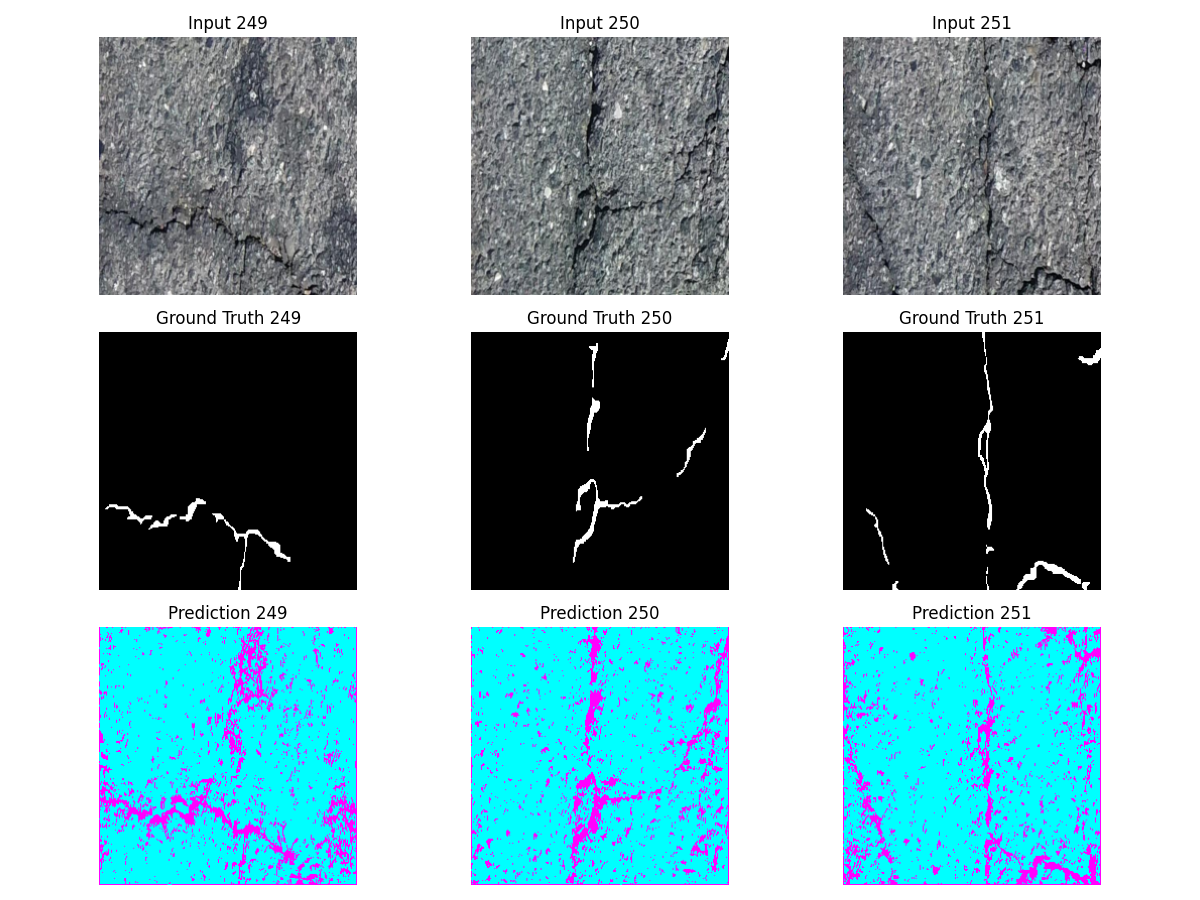 Input 249
Input 250
Input 251
Ground Truth 249
Ground Truth 250
Ground Truth 251
Prediction 249
Prediction 250
Prediction 251